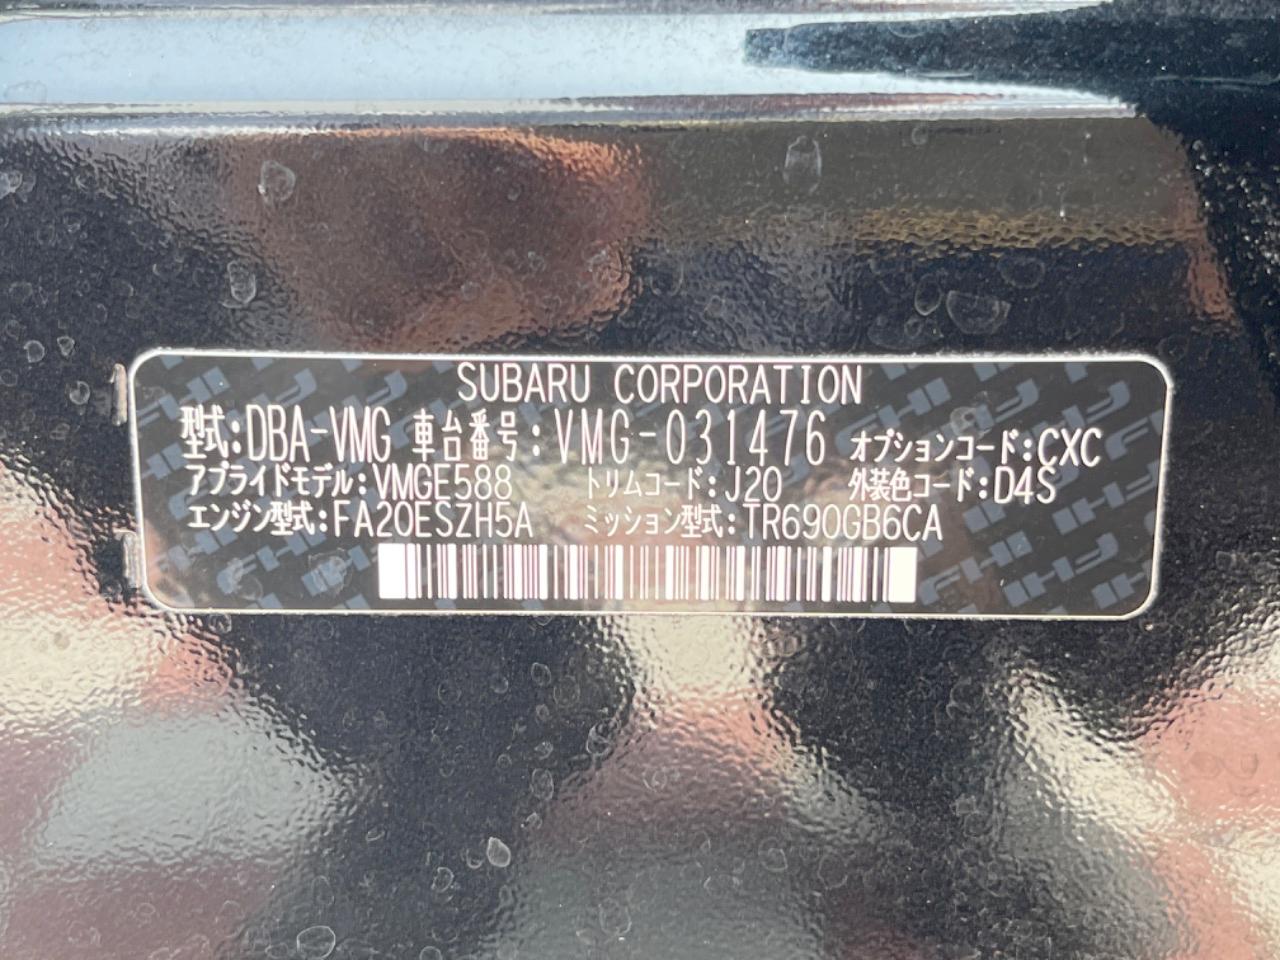 SUBARU CORPORATION
型式:DBA-VMG 車台番号:VMG-031476 オプションコード:CXC
アプライドモデル:VMGE588 トリムコード:J20 外装色コード:D4S
エンジン型式:FA20ESZH5A ミッション型式:TR690GB6CA